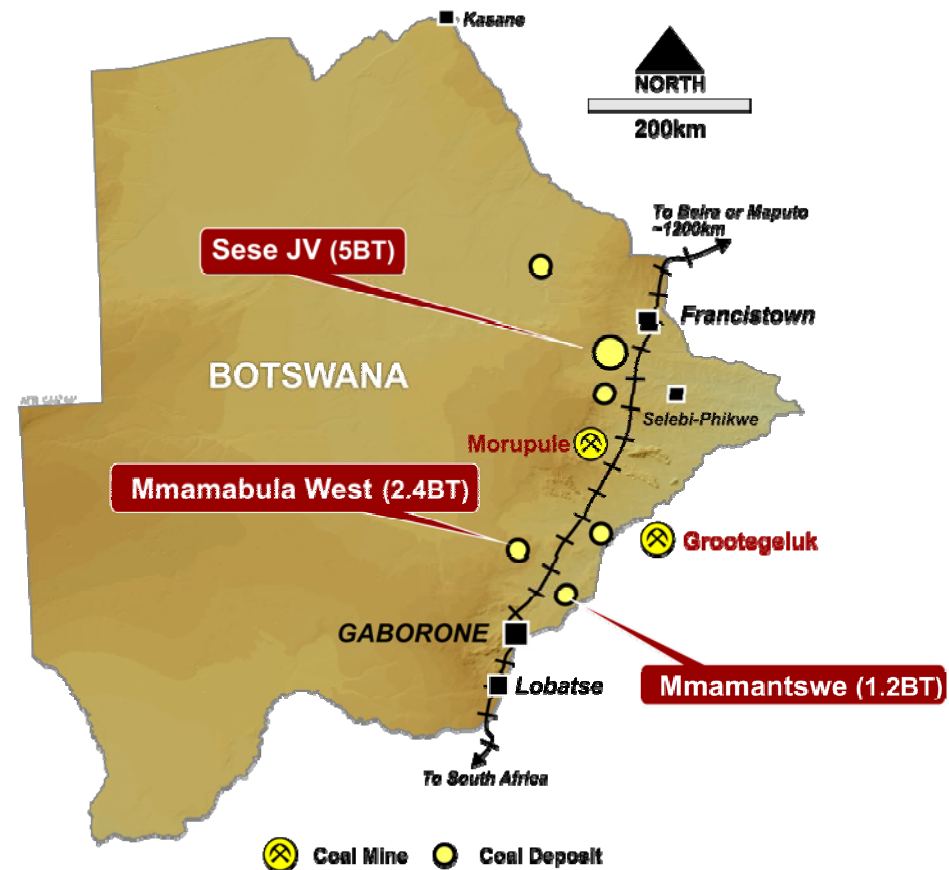 Kasane
NORTH
200km
To Beira or Maputo
~1200km
Sese JV (5BT)
Francistown
BOTSWANA
Selebi-Phikwe
Morupule
Mmamabula West (2.4BT)
Grootegeluk
GABORONE
Mmamantswe (1.2BT)
Lobatse
To South Africa
Coal Mine
Coal Deposit